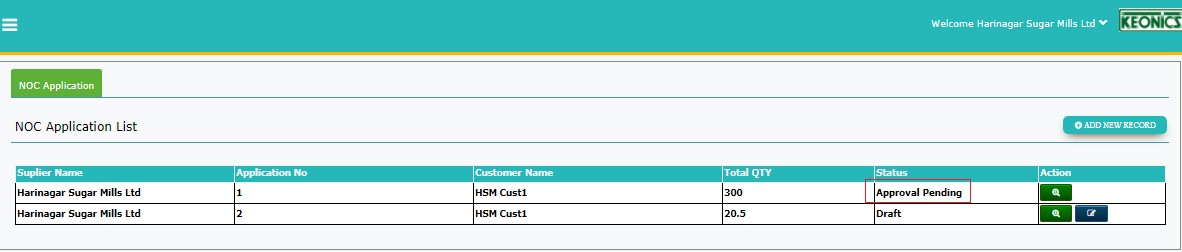 Welcome Harinagar Sugar Mills Ltd
KEONICS
NOC Application
NOC Application List
ADD NEW RECORD
Suplier Name Application No Customer Name Total QTY Status Action
Harinagar Sugar Mills Ltd 1 HSM Cust1 300 Approval Pending
Harinagar Sugar Mills Ltd 2 HSM Cust1 20.5 Draft